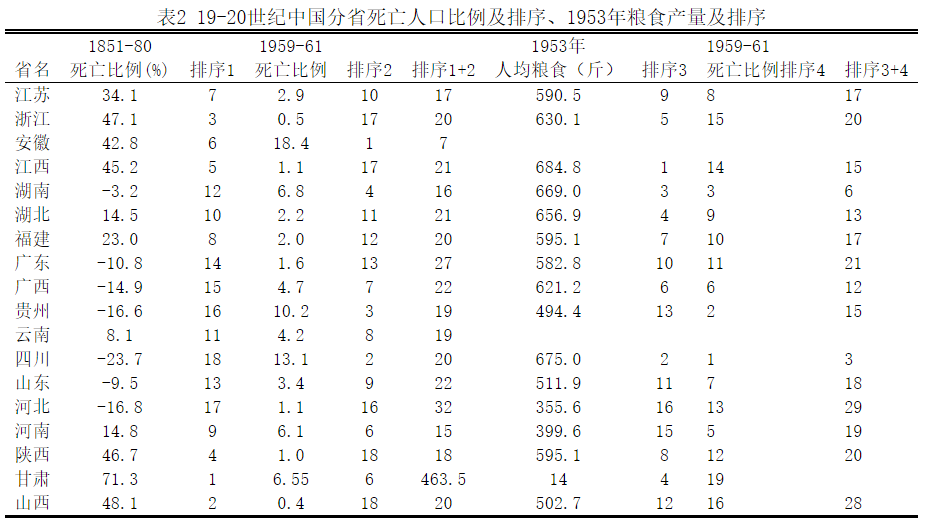 表2 19-20世纪中国分省死亡人口比例及排序、1953年粮食产量及排序
1851-80 1959-61 1953年 1959-61
省名 死亡比例(%) 排序1 死亡比例 排序2 排序1+2 人均粮食（斤） 排序3 死亡比例排序4 排序3+4
江苏 34.1 7 2.9 10 17 590.5 9 8 17
浙江 47.1 3 0.5 17 20 630.1 5 15 20
安徽 42.8 6 18.4 1 7
江西 45.2 5 1.1 17 21 684.8 1 14 15
湖南 -3.2 12 6.8 4 16 669.0 3 3 6
湖北 14.5 10 2.2 11 21 656.9 4 9 13
福建 23.0 8 2.0 12 20 595.1 7 10 17
广东 -10.8 14 1.6 13 27 582.8 10 11 21
广西 -14.9 15 4.7 7 22 621.2 6 6 12
贵州 -16.6 16 10.2 3 19 494.4 13 2 15
云南 8.1 11 4.2 8 19
四川 -23.7 18 13.1 2 20 675.0 2 1 3
山东 -9.5 13 3.4 9 22 511.9 11 7 18
河北 -16.8 17 1.1 16 32 355.6 16 13 29
河南 14.8 9 6.1 6 15 399.6 15 5 19
陕西 46.7 4 1.0 18 18 595.1 8 12 20
甘肃 71.3 1 6.55 6 463.5 14 4 19
山西 48.1 2 0.4 18 20 502.7 12 16 28